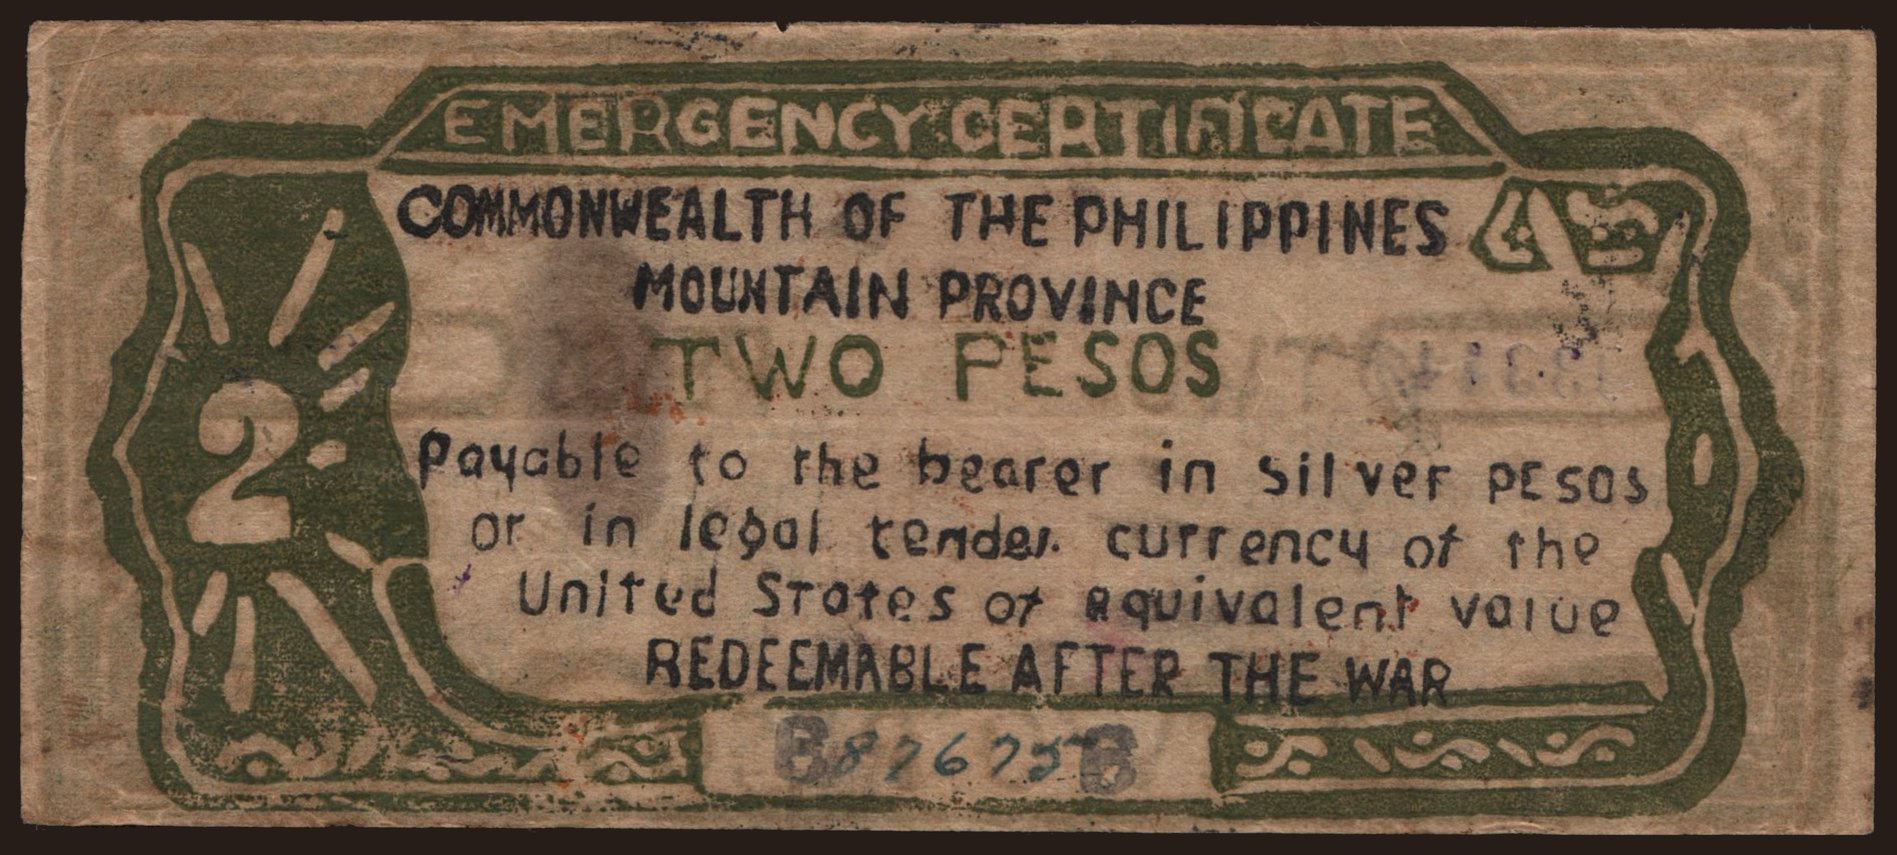 EMERGENCY CERTIFICATE
COMMONWEALTH OF THE PHILIPPINES
MOUNTAIN PROVINCE
TWO PESOS
2
Payable to the bearer in silver PESOS
or in legal tender currency of the
United States of equivalent value
REDEEMABLE AFTER THE WAR
B 876775 B